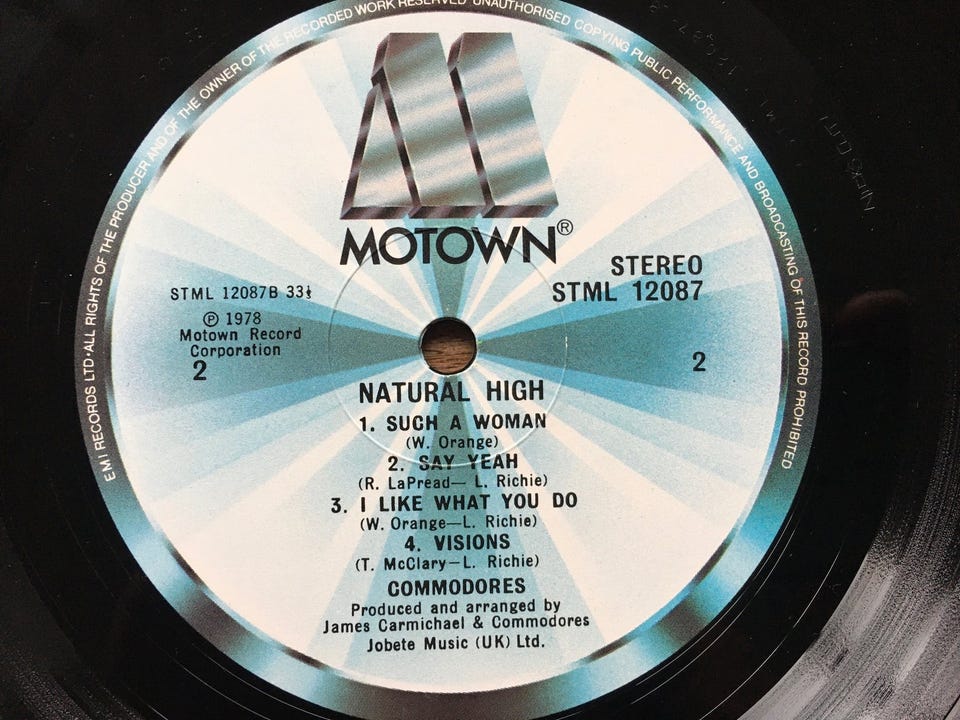 EMI RECORDS LTD·ALL RIGHTS OF THE PRODUCER AND OF THE OWNER OF THE RECORDED WORK RESERVED UNAUTHORISED COPYING PUBLIC PERFORMANCE AND BROADCASTING OF THIS RECORD PROHIBITED
MOTOWN®
STEREO
STML 12087
STML 12087B 33⅓
℗ 1978
Motown Record
Corporation
2
2
NATURAL HIGH
1. SUCH A WOMAN
(W. Orange)
2. SAY YEAH
(R. LaPread— L. Richie)
3. I LIKE WHAT YOU DO
(W. Orange—L. Richie)
4. VISIONS
(T. McClary—L. Richie)
COMMODORES
Produced and arranged by
James Carmichael & Commodores
Jobete Music (UK) Ltd.